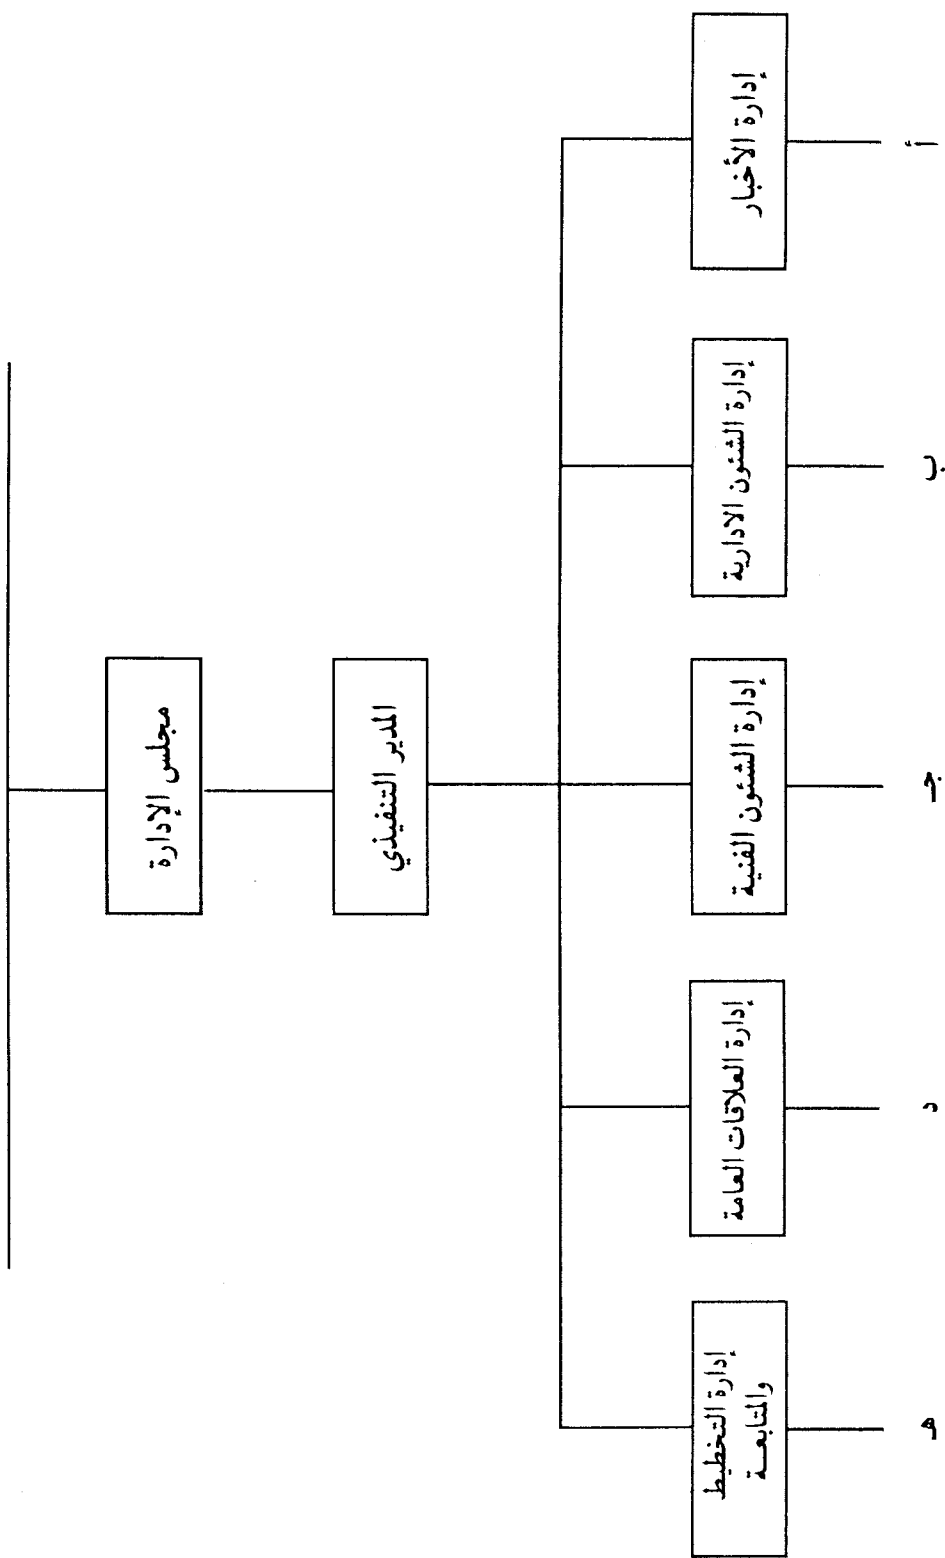 مجلس الإدارة
المدير التنفيذي
إدارة الأخبار
إدارة الشئون الادارية
إدارة الشئون الفنية
إدارة العلاقات العامة
إدارة التخطيط
والمتابعة
أ
ب
جـ
د
هـ